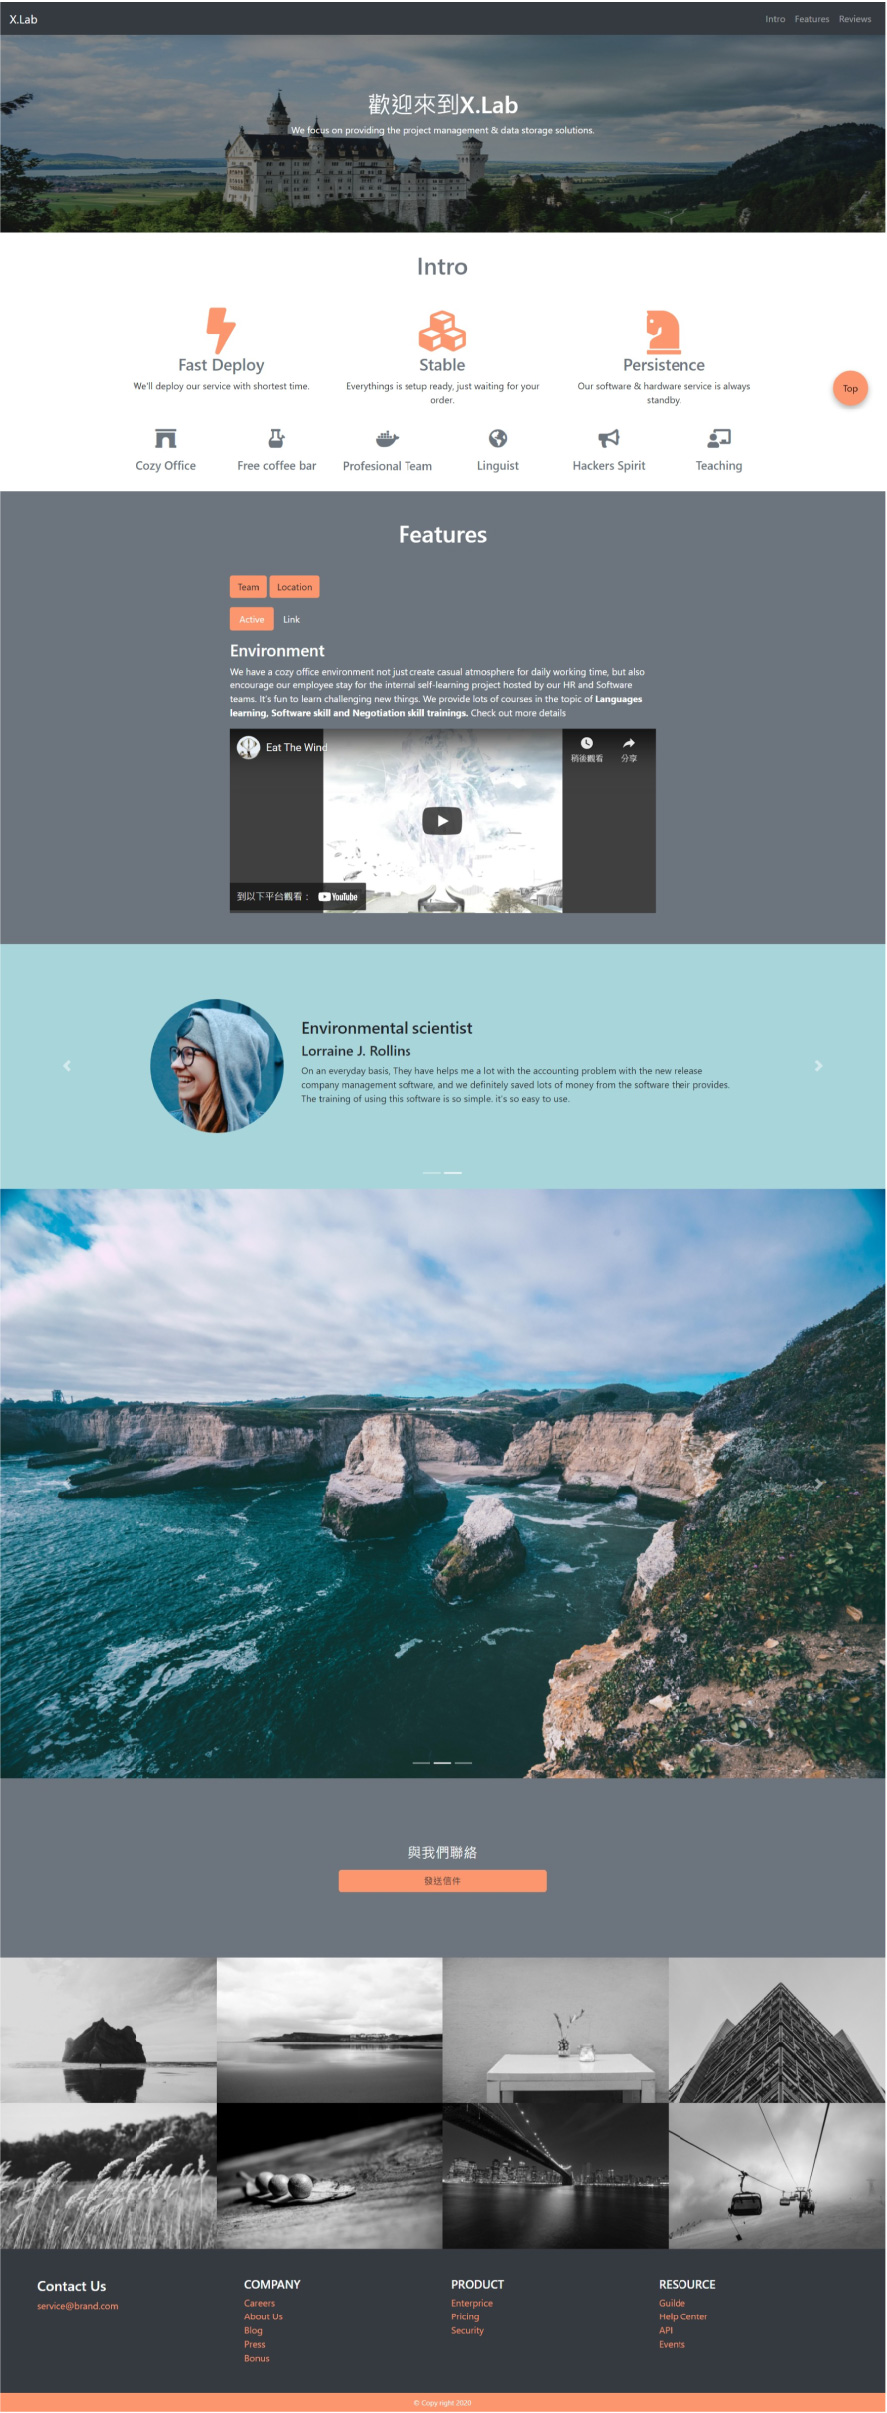 X.Lab
Intro Features Reviews
歡迎來到X.Lab
We focus on providing the project management & data storage solutions.
Intro
Fast Deploy
We'll deploy our service with shortest time.
Stable
Everythings is setup ready, just waiting for your
order.
Persistence
Our software & hardware service is always
standby.
Top
Cozy Office
Free coffee bar
Profesional Team
Linguist
Hackers Spirit
Teaching
Features
Team Location
Active Link
Environment
We have a cozy office environment not just create casual atmosphere for daily working time, but also
encourage our employee stay for the internal self-learning project hosted by our HR and Software
teams. It's fun to learn challenging new things. We provide lots of courses in the topic of Languages
learning, Software skill and Negotiation skill trainings. Check out more details
Eat The Wind
稍後觀看 分享
到以下平台觀看： YouTube
Environmental scientist
Lorraine J. Rollins
On an everyday basis, They have helps me a lot with the accounting problem with the new release
company management software, and we definitely saved lots of money from the software their provides.
The training of using this software is so simple. it's so easy to use.
與我們聯絡
發送信件
Contact Us
service@brand.com
COMPANY
Careers
About Us
Blog
Press
Bonus
PRODUCT
Enterprice
Pricing
Security
RESOURCE
Guilde
Help Center
API
Events
© Copy right 2020